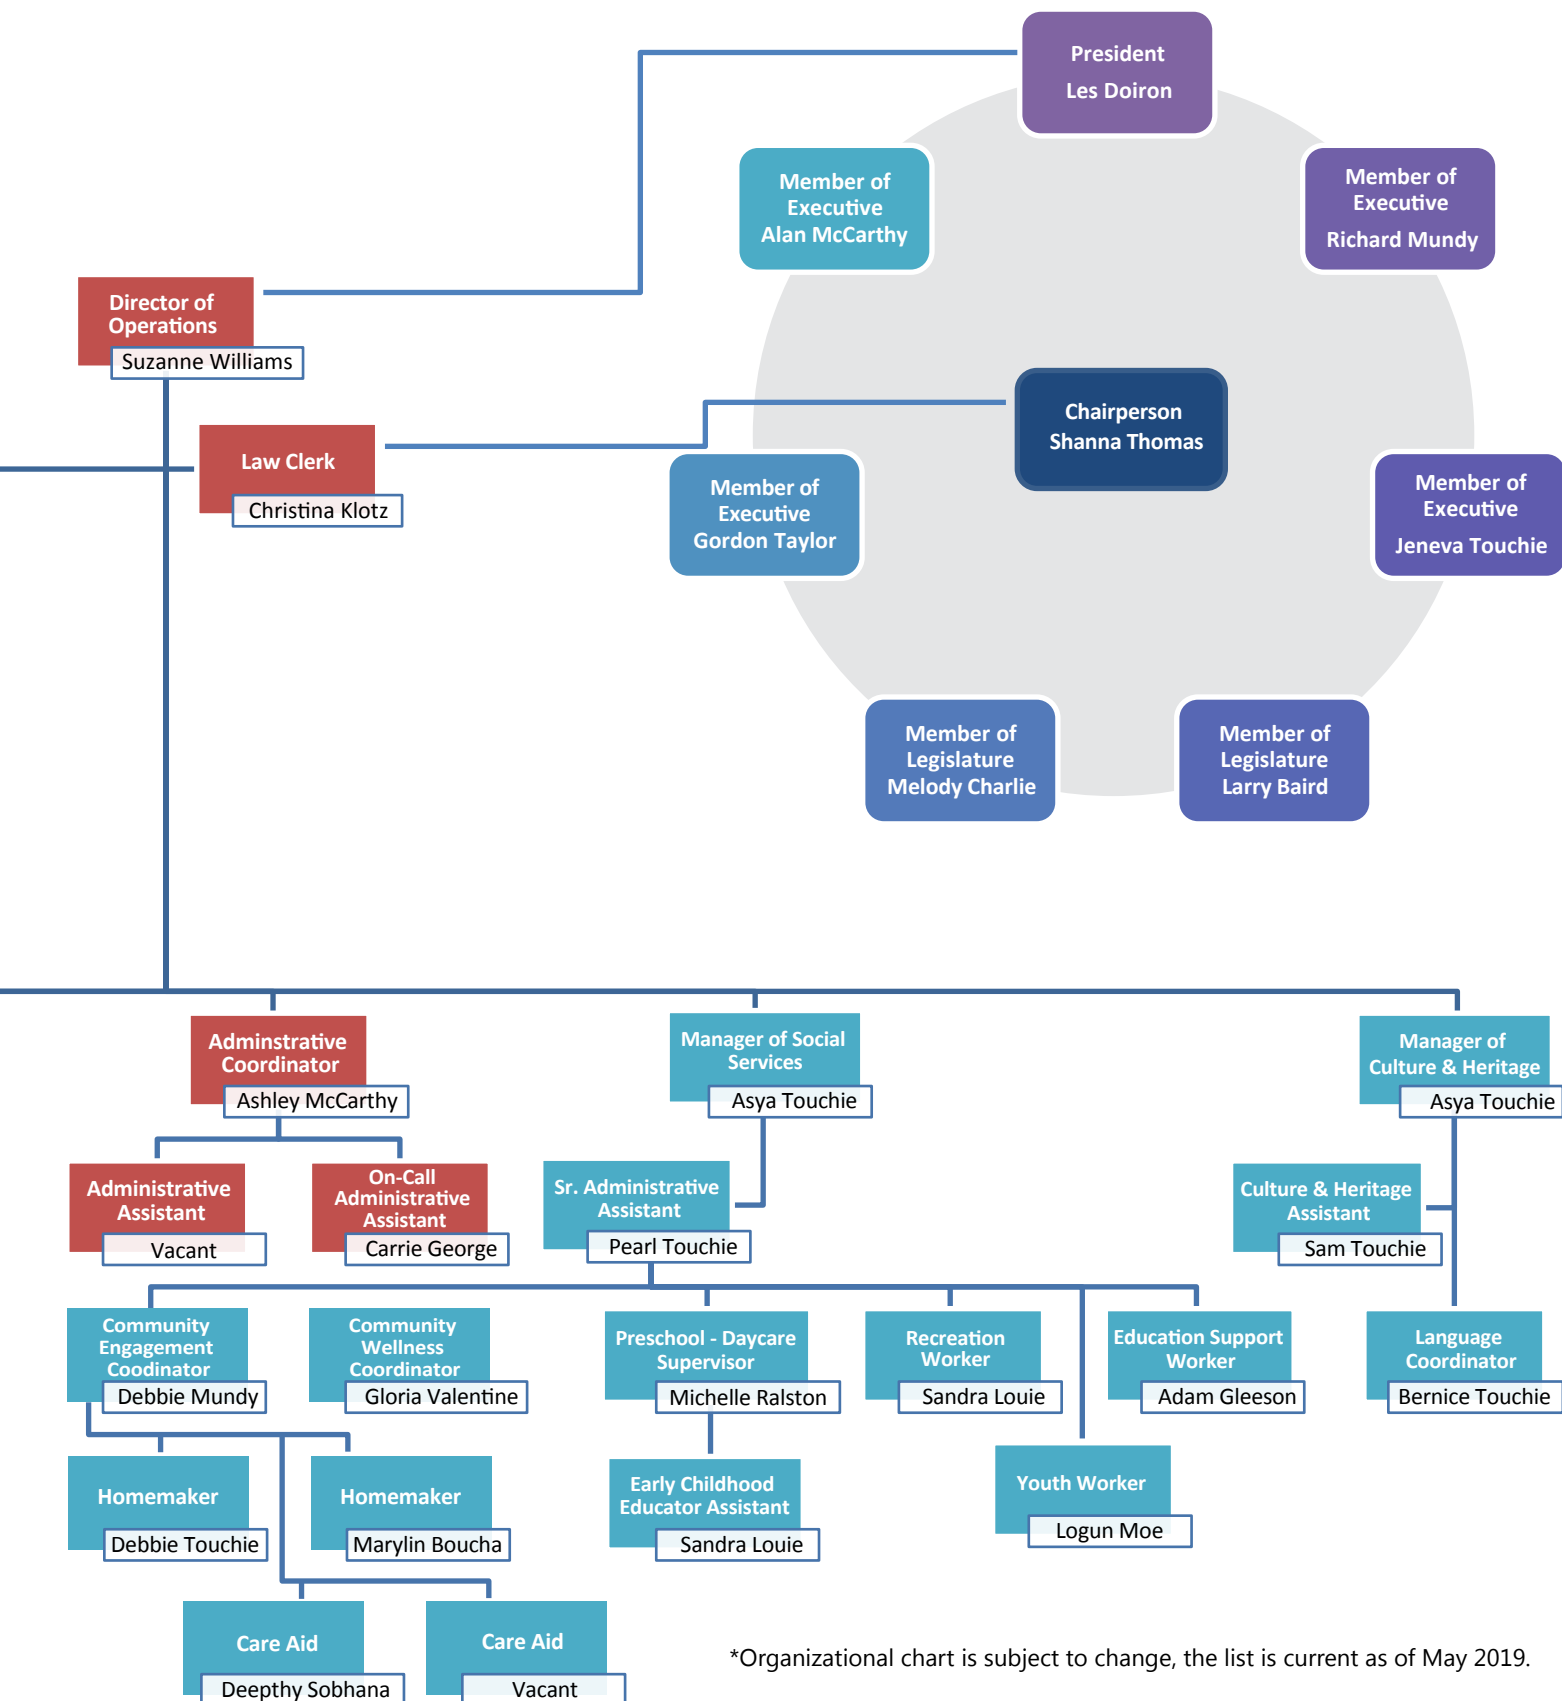 President
Les Doiron
Member of
Executive
Alan McCarthy
Member of
Executive
Richard Mundy
Director of
Operations
Suzanne Williams
Chairperson
Shanna Thomas
Law Clerk
Christina Klotz
Member of
Executive
Gordon Taylor
Member of
Executive
Jeneva Touchie
Member of
Legislature
Melody Charlie
Member of
Legislature
Larry Baird
Adminstrative
Coordinator
Ashley McCarthy
Manager of Social
Services
Asya Touchie
Manager of
Culture & Heritage
Asya Touchie
Administrative
Assistant
Vacant
On-Call
Administrative
Assistant
Carrie George
Sr. Administrative
Assistant
Pearl Touchie
Culture & Heritage
Assistant
Sam Touchie
Community
Engagement
Coodinator
Debbie Mundy
Community
Wellness
Coordinator
Gloria Valentine
Preschool - Daycare
Supervisor
Michelle Ralston
Recreation
Worker
Sandra Louie
Education Support
Worker
Adam Gleeson
Language
Coordinator
Bernice Touchie
Homemaker
Debbie Touchie
Homemaker
Marylin Boucha
Early Childhood
Educator Assistant
Sandra Louie
Youth Worker
Logun Moe
Care Aid
Deepthy Sobhana
Care Aid
Vacant
*Organizational chart is subject to change, the list is current as of May 2019.